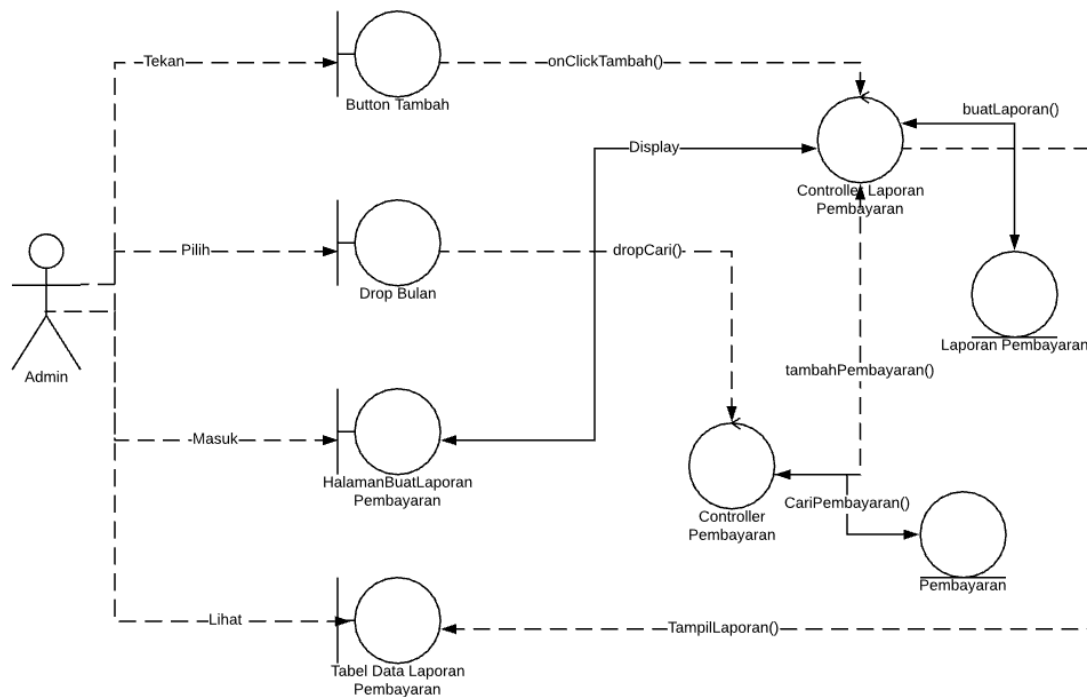 Tekan
onClickTambah()
Button Tambah
buatLaporan()
Display
Controller Laporan
Pembayaran
Pilih
dropCari()
Drop Bulan
Laporan Pembayaran
Admin
tambahPembayaran()
Masuk
HalamanBuatLaporan
Pembayaran
CariPembayaran()
Controller
Pembayaran
Pembayaran
Lihat
TampilLaporan()
Tabel Data Laporan
Pembayaran